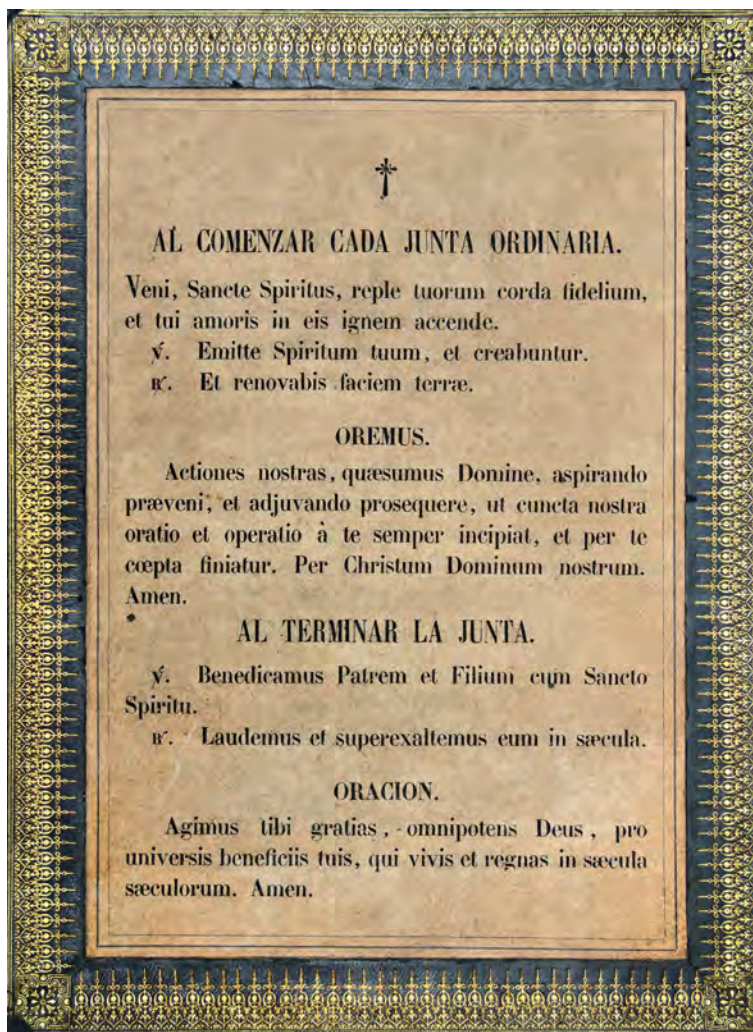 AL COMENZAR CADA JUNTA ORDINARIA.
Veni, Sancte Spiritus, reple tuorum corda fidelium,
et tui amoris in eis ignem accende.
℣. Emitte Spiritum tuum, et creabuntur.
℟. Et renovabis faciem terræ.
OREMUS.
Actiones nostras, quæsumus Domine, aspirando
præveni, et adjuvando prosequere, ut cuncta nostra
oratio et operatio à te semper incipiat, et per te
cœpta finiatur. Per Christum Dominum nostrum.
Amen.
AL TERMINAR LA JUNTA.
℣. Benedicamus Patrem et Filium cum Sancto
Spiritu.
℟. Laudemus et superexaltemus eum in sæcula.
ORACION.
Agimus tibi gratias, omnipotens Deus, pro
universis beneficiis tuis, qui vivis et regnas in sæcula
sæculorum. Amen.